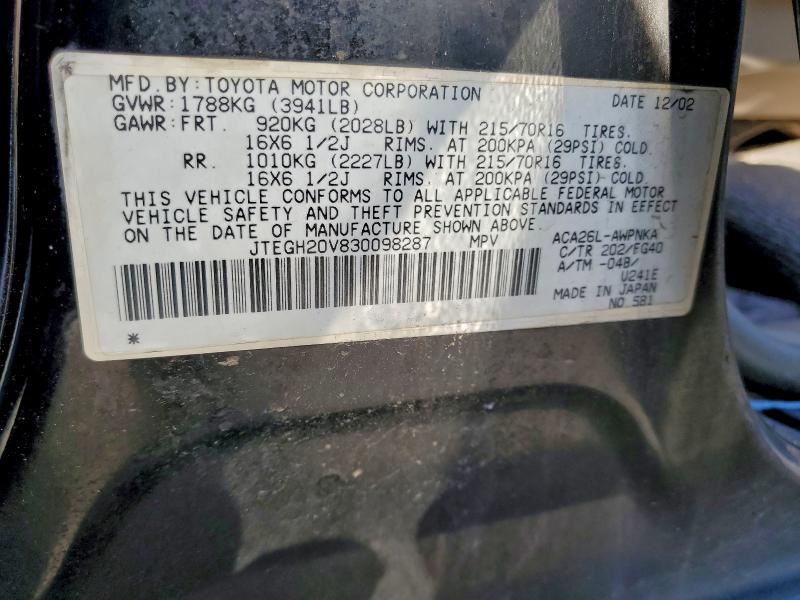 MFD.BY:TOYOTA MOTOR CORPORATION DATE 12/02
GVWR:1788KG (3941LB)
GAWR:FRT. 920KG (2028LB) WITH 215/70R16 TIRES.
16X6 1/2J RIMS. AT 200KPA (29PSI) COLD.
RR. 1010KG (2227LB) WITH 215/70R16 TIRES.
16X6 1/2J RIMS. AT 200KPA (29PSI) COLD.
THIS VEHICLE CONFORMS TO ALL APPLICABLE FEDERAL MOTOR
VEHICLE SAFETY AND THEFT PREVENTION STANDARDS IN EFFECT
ON THE DATE OF MANUFACTURE SHOWN ABOVE.
JTEGH20V830098287 MPV
ACA26L-AWPNKA
C/TR 202/FG40
A/TM -04B/
U241E
MADE IN JAPAN
NO 581
*